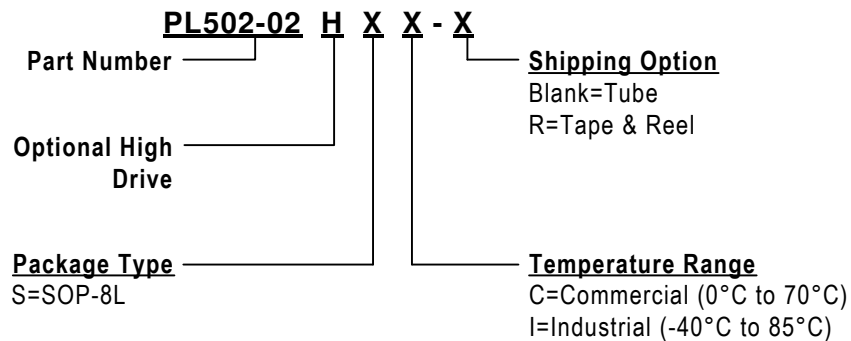 PL502-02 H X X - X
Part Number
Shipping Option
Blank=Tube
R=Tape & Reel
Optional High
Drive
Package Type
S=SOP-8L
Temperature Range
C=Commercial (0°C to 70°C)
I=Industrial (-40°C to 85°C)